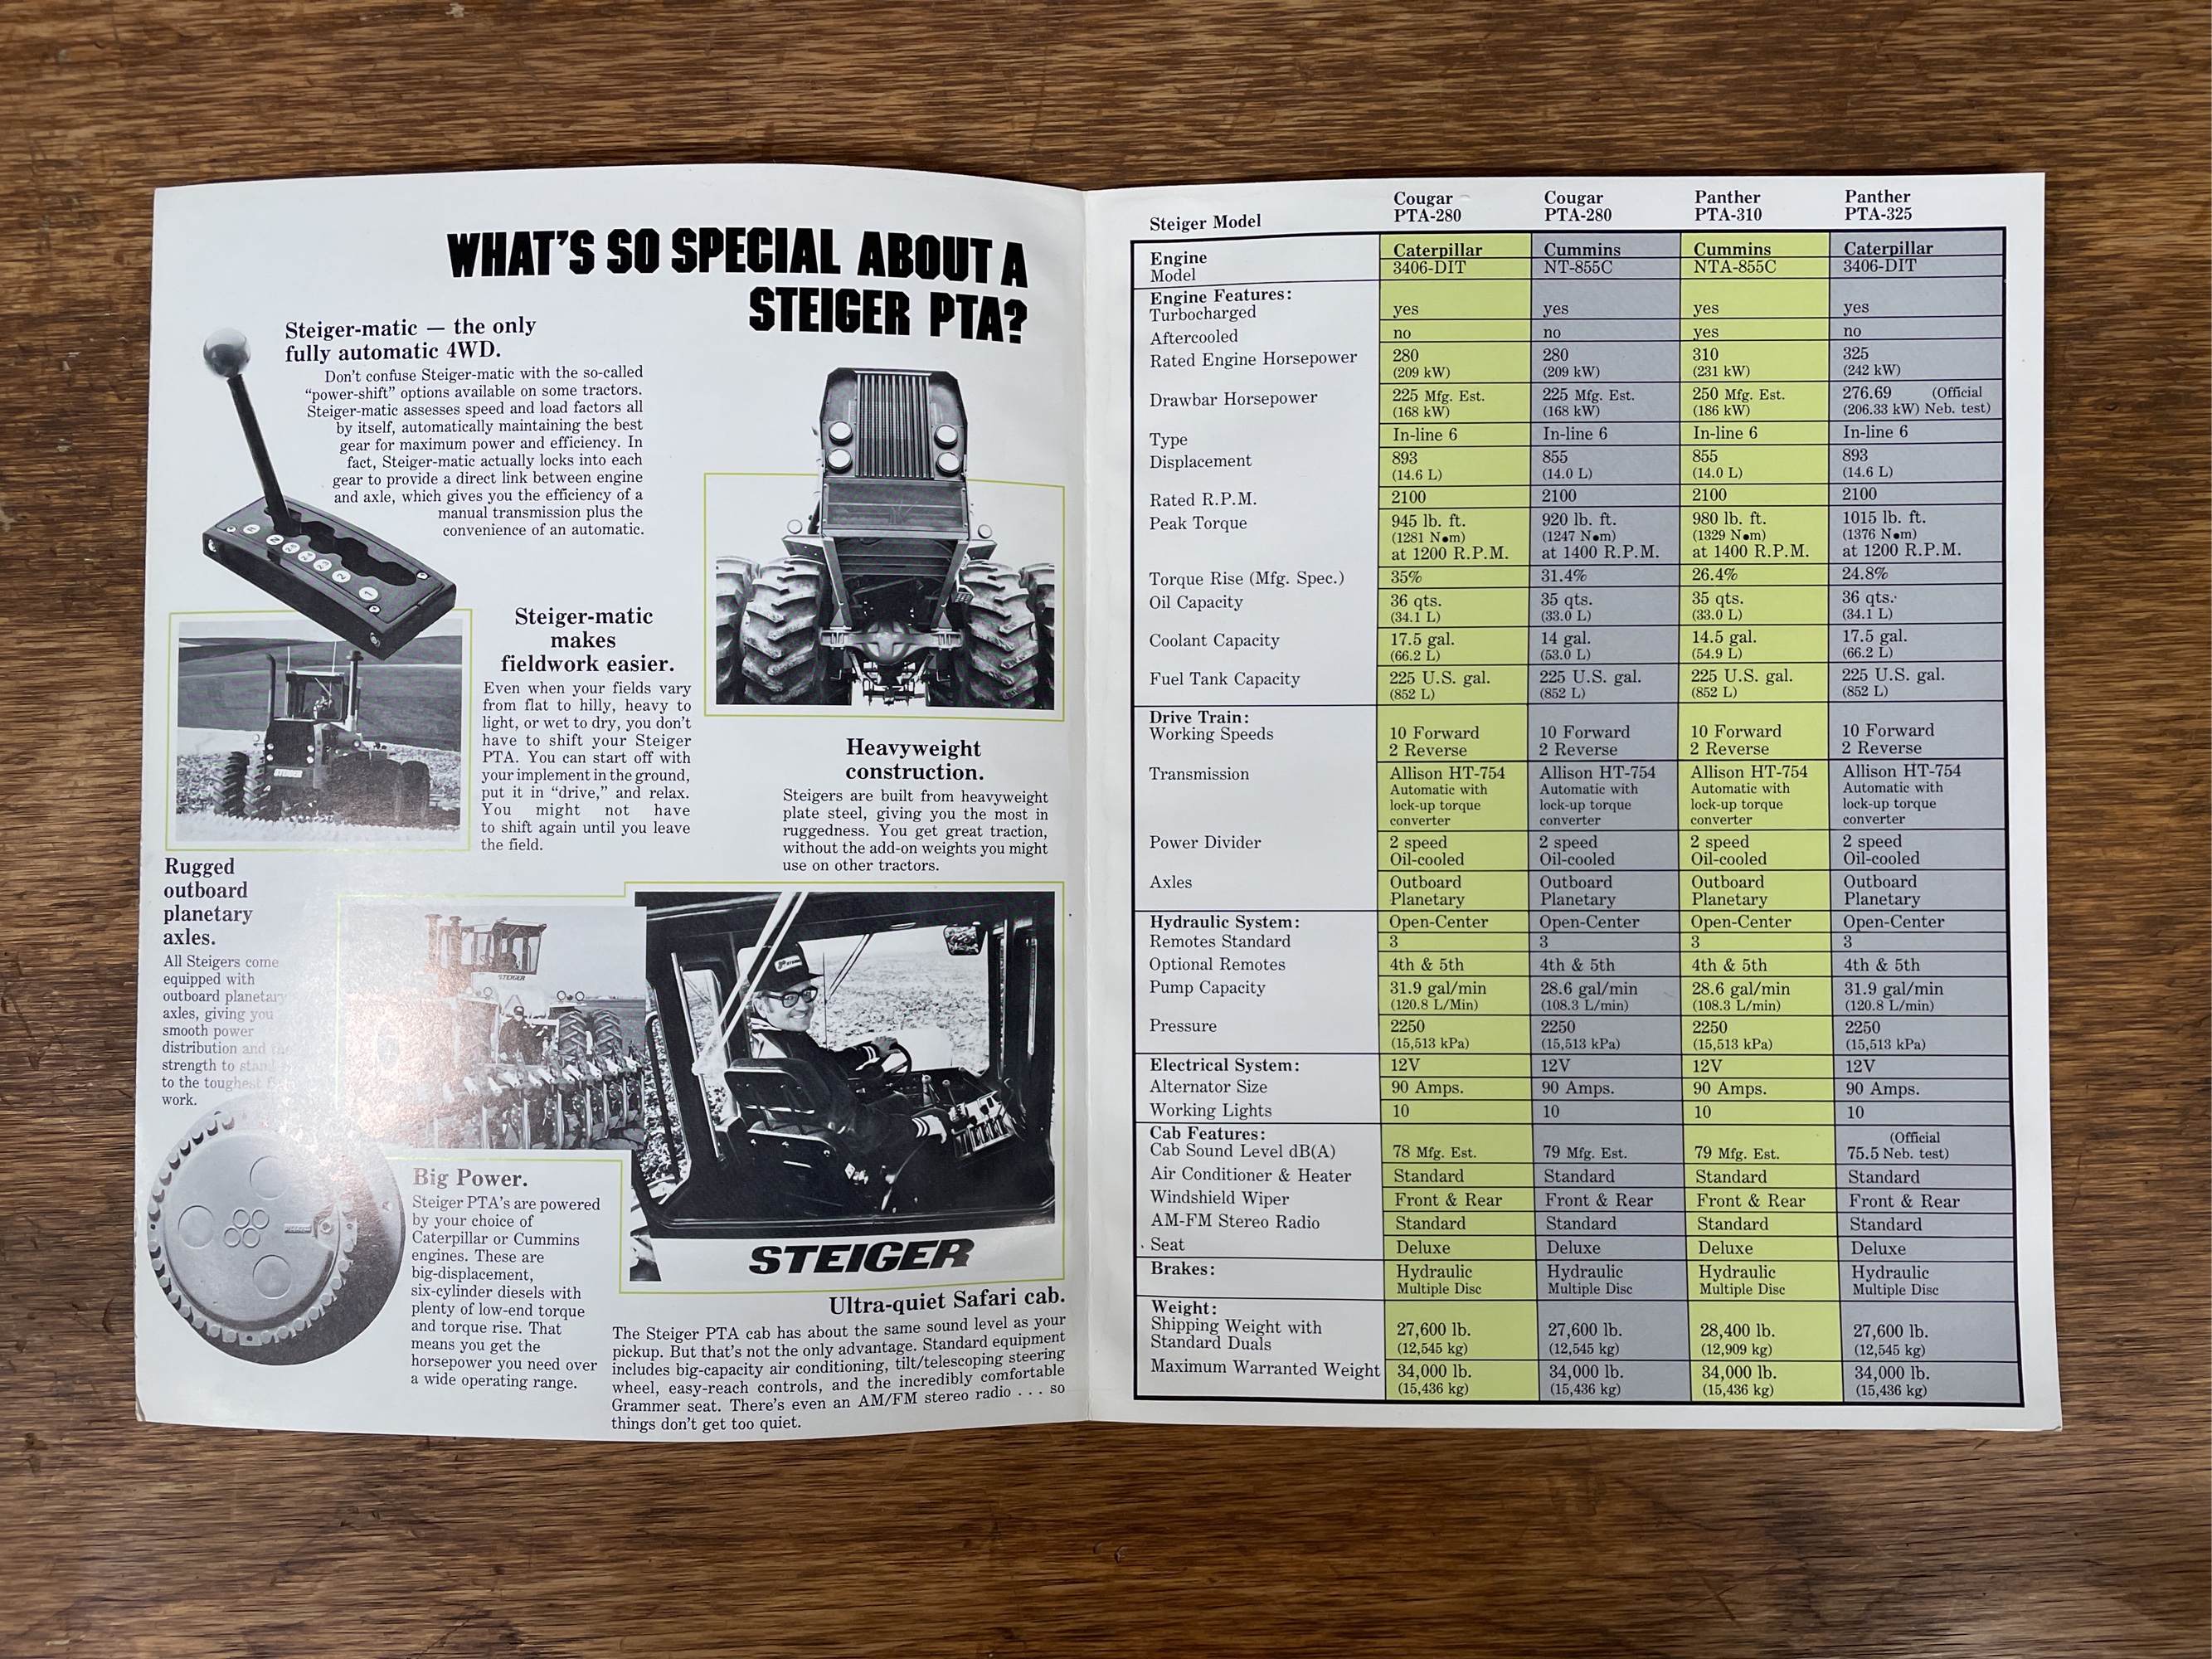 WHAT'S SO SPECIAL ABOUT A
STEIGER PTA?
Steiger-matic — the only
fully automatic 4WD.
Don't confuse Steiger-matic with the so-called
"power-shift" options available on some tractors.
Steiger-matic assesses speed and load factors all
by itself, automatically maintaining the best
gear for maximum power and efficiency. In
fact, Steiger-matic actually locks into each
gear to provide a direct link between engine
and axle, which gives you the efficiency of a
manual transmission plus the
convenience of an automatic.
Steiger-matic
makes
fieldwork easier.
Even when your fields vary
from flat to hilly, heavy to
light, or wet to dry, you don't
have to shift your Steiger
PTA. You can start off with
your implement in the ground,
put it in "drive," and relax.
You might not have
to shift again until you leave
the field.
Heavyweight
construction.
Steigers are built from heavyweight
plate steel, giving you the most in
ruggedness. You get great traction,
without the add-on weights you might
use on other tractors.
Rugged
outboard
planetary
axles.
All Steigers come
equipped with
outboard planetary
axles, giving you
smooth power
distribution and the
strength to stand
to the toughest
work.
STEIGER
STEIGER
Big Power.
Steiger PTA's are powered
by your choice of
Caterpillar or Cummins
engines. These are
big-displacement,
six-cylinder diesels with
plenty of low-end torque
and torque rise. That
means you get the
horsepower you need over
a wide operating range.
STEIGER
Ultra-quiet Safari cab.
The Steiger PTA cab has about the same sound level as your
pickup. But that's not the only advantage. Standard equipment
includes big-capacity air conditioning, tilt/telescoping steering
wheel, easy-reach controls, and the incredibly comfortable
Grammer seat. There's even an AM/FM stereo radio . . . so
things don't get too quiet.
Steiger Model Cougar PTA-280 Cougar PTA-280 Panther PTA-310 Panther PTA-325
Engine Caterpillar Cummins Cummins Caterpillar
Model 3406-DIT NT-855C NTA-855C 3406-DIT
Engine Features:
Turbocharged yes yes yes yes
Aftercooled no no yes no
Rated Engine Horsepower 280 280 310 325
(209 kW) (209 kW) (231 kW) (242 kW)
Drawbar Horsepower 225 Mfg. Est. 225 Mfg. Est. 250 Mfg. Est. 276.69 (Official
(168 kW) (168 kW) (186 kW) (206.33 kW) Neb. test)
Type In-line 6 In-line 6 In-line 6 In-line 6
Displacement 893 855 855 893
(14.6 L) (14.0 L) (14.0 L) (14.6 L)
Rated R.P.M. 2100 2100 2100 2100
Peak Torque 945 lb. ft. 920 lb. ft. 980 lb. ft. 1015 lb. ft.
(1281 N●m) (1247 N●m) (1329 N●m) (1376 N●m)
at 1200 R.P.M. at 1400 R.P.M. at 1400 R.P.M. at 1200 R.P.M.
Torque Rise (Mfg. Spec.) 35% 31.4% 26.4% 24.8%
Oil Capacity 36 qts. 35 qts. 35 qts. 36 qts.
(34.1 L) (33.0 L) (33.0 L) (34.1 L)
Coolant Capacity 17.5 gal. 14 gal. 14.5 gal. 17.5 gal.
(66.2 L) (53.0 L) (54.9 L) (66.2 L)
Fuel Tank Capacity 225 U.S. gal. 225 U.S. gal. 225 U.S. gal. 225 U.S. gal.
(852 L) (852 L) (852 L) (852 L)
Drive Train:
Working Speeds 10 Forward 10 Forward 10 Forward 10 Forward
2 Reverse 2 Reverse 2 Reverse 2 Reverse
Transmission Allison HT-754 Allison HT-754 Allison HT-754 Allison HT-754
Automatic with Automatic with Automatic with Automatic with
lock-up torque lock-up torque lock-up torque lock-up torque
converter converter converter converter
Power Divider 2 speed 2 speed 2 speed 2 speed
Oil-cooled Oil-cooled Oil-cooled Oil-cooled
Axles Outboard Outboard Outboard Outboard
Planetary Planetary Planetary Planetary
Hydraulic System: Open-Center Open-Center Open-Center Open-Center
Remotes Standard 3 3 3 3
Optional Remotes 4th & 5th 4th & 5th 4th & 5th 4th & 5th
Pump Capacity 31.9 gal/min 28.6 gal/min 28.6 gal/min 31.9 gal/min
(120.8 L/Min) (108.3 L/min) (108.3 L/min) (120.8 L/min)
Pressure 2250 2250 2250 2250
(15,513 kPa) (15,513 kPa) (15,513 kPa) (15,513 kPa)
Electrical System: 12V 12V 12V 12V
Alternator Size 90 Amps. 90 Amps. 90 Amps. 90 Amps.
Working Lights 10 10 10 10
Cab Features: (Official
Cab Sound Level dB(A) 78 Mfg. Est. 79 Mfg. Est. 79 Mfg. Est. 75.5 Neb. test)
Air Conditioner & Heater Standard Standard Standard Standard
Windshield Wiper Front & Rear Front & Rear Front & Rear Front & Rear
AM-FM Stereo Radio Standard Standard Standard Standard
Seat Deluxe Deluxe Deluxe Deluxe
Brakes: Hydraulic Hydraulic Hydraulic Hydraulic
Multiple Disc Multiple Disc Multiple Disc Multiple Disc
Weight:
Shipping Weight with 27,600 lb. 27,600 lb. 28,400 lb. 27,600 lb.
Standard Duals (12,545 kg) (12,545 kg) (12,909 kg) (12,545 kg)
Maximum Warranted Weight 34,000 lb. 34,000 lb. 34,000 lb. 34,000 lb.
(15,436 kg) (15,436 kg) (15,436 kg) (15,436 kg)